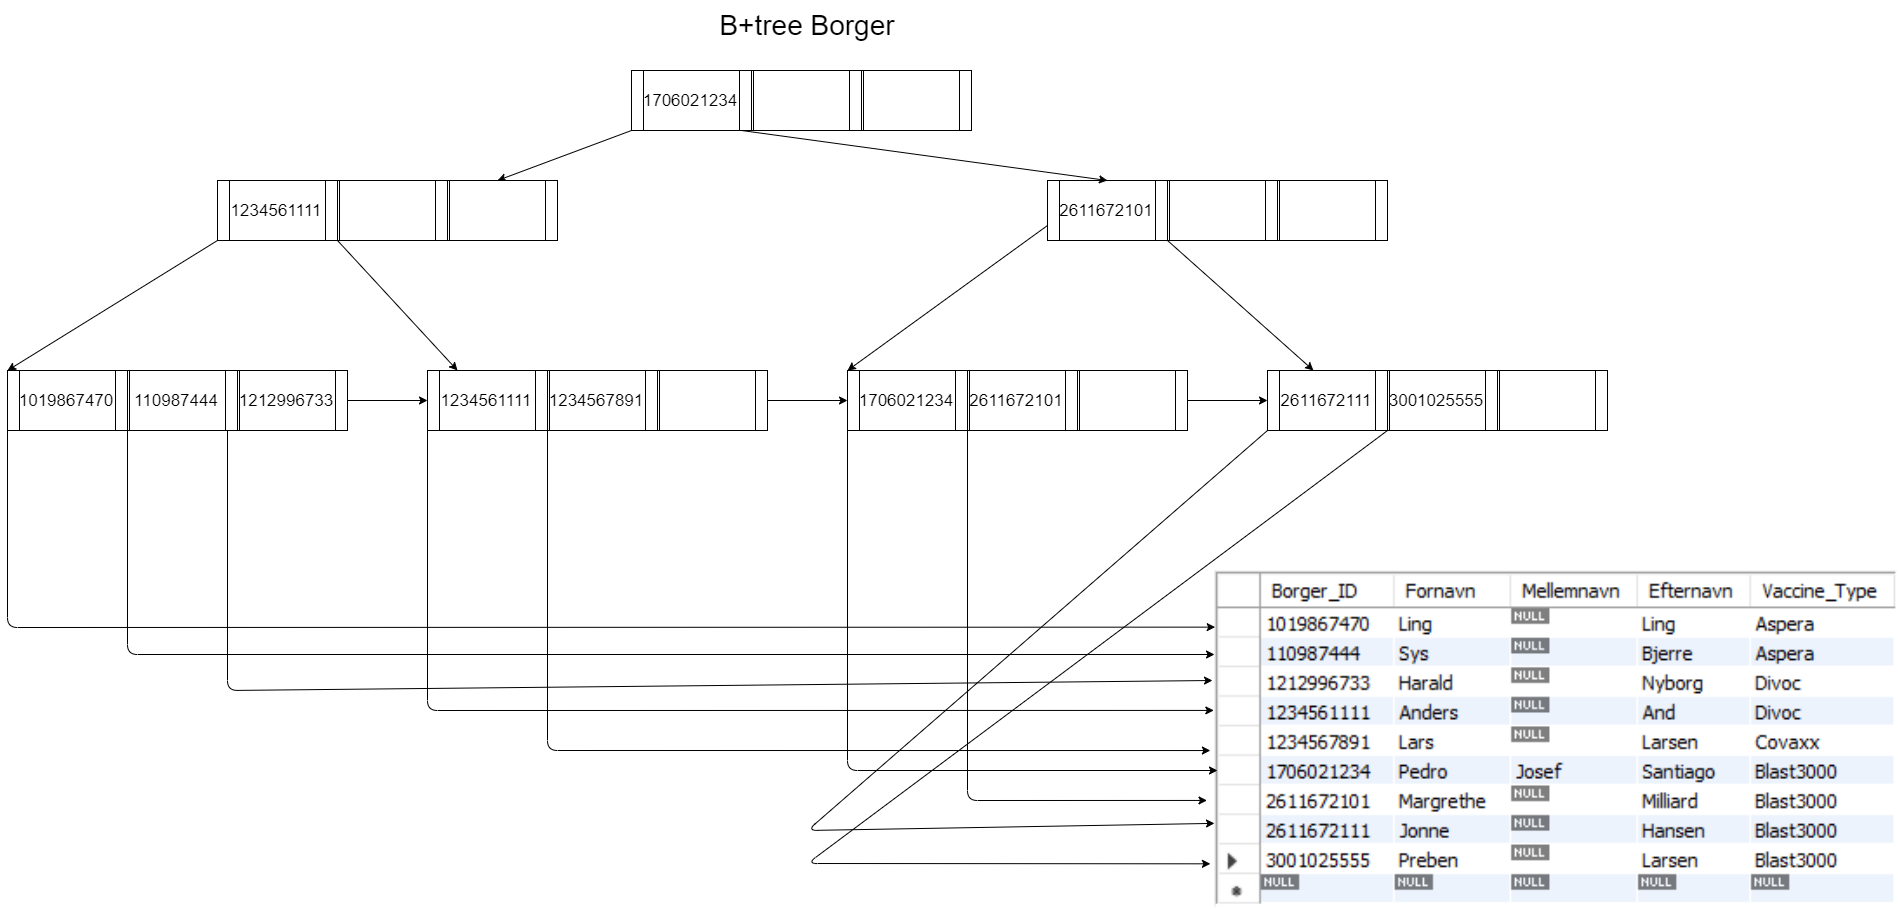 B+tree Borger
1706021234
1234561111
2611672101
1019867470 110987444 1212996733 1234561111 1234567891 1706021234 2611672101 2611672111 3001025555
Borger_ID Fornavn Mellemnavn Efternavn Vaccine_Type
1019867470 Ling NULL Ling Aspera
110987444 Sys NULL Bjerre Aspera
1212996733 Harald NULL Nyborg Divoc
1234561111 Anders NULL And Divoc
1234567891 Lars NULL Larsen Covaxx
1706021234 Pedro Josef Santiago Blast3000
2611672101 Margrethe NULL Milliard Blast3000
2611672111 Jonne NULL Hansen Blast3000
3001025555 Preben NULL Larsen Blast3000
NULL NULL NULL NULL NULL